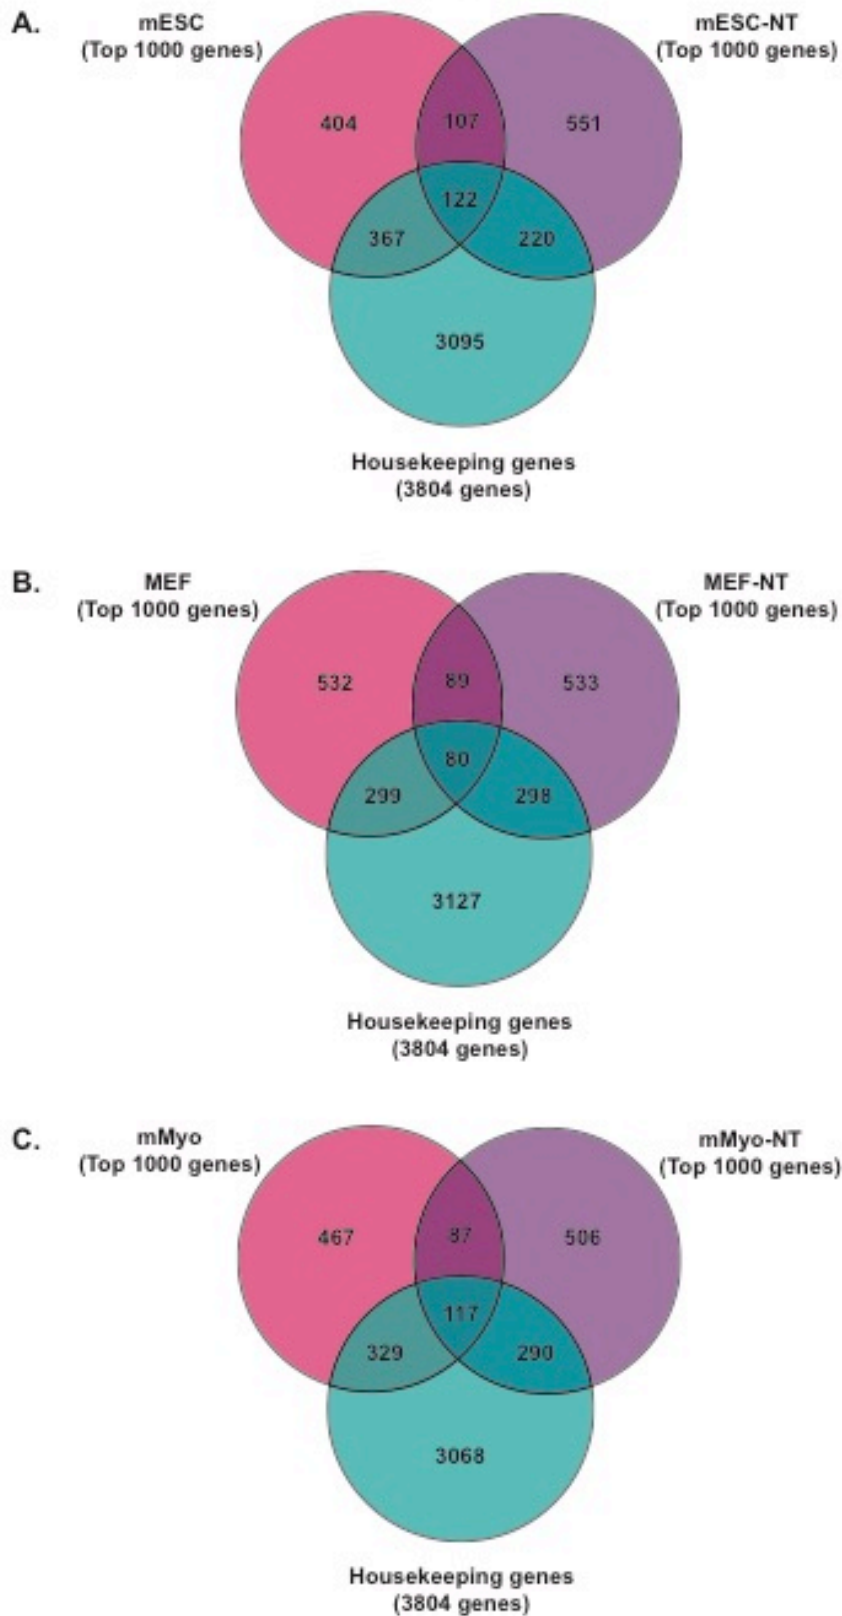 A.
mESC
(Top 1000 genes)
mESC-NT
(Top 1000 genes)
404
107
551
122
367
220
3095
Housekeeping genes
(3804 genes)
B.
MEF
(Top 1000 genes)
MEF-NT
(Top 1000 genes)
532
89
533
80
299
298
3127
Housekeeping genes
(3804 genes)
C.
mMyo
(Top 1000 genes)
mMyo-NT
(Top 1000 genes)
467
87
506
117
329
290
3068
Housekeeping genes
(3804 genes)